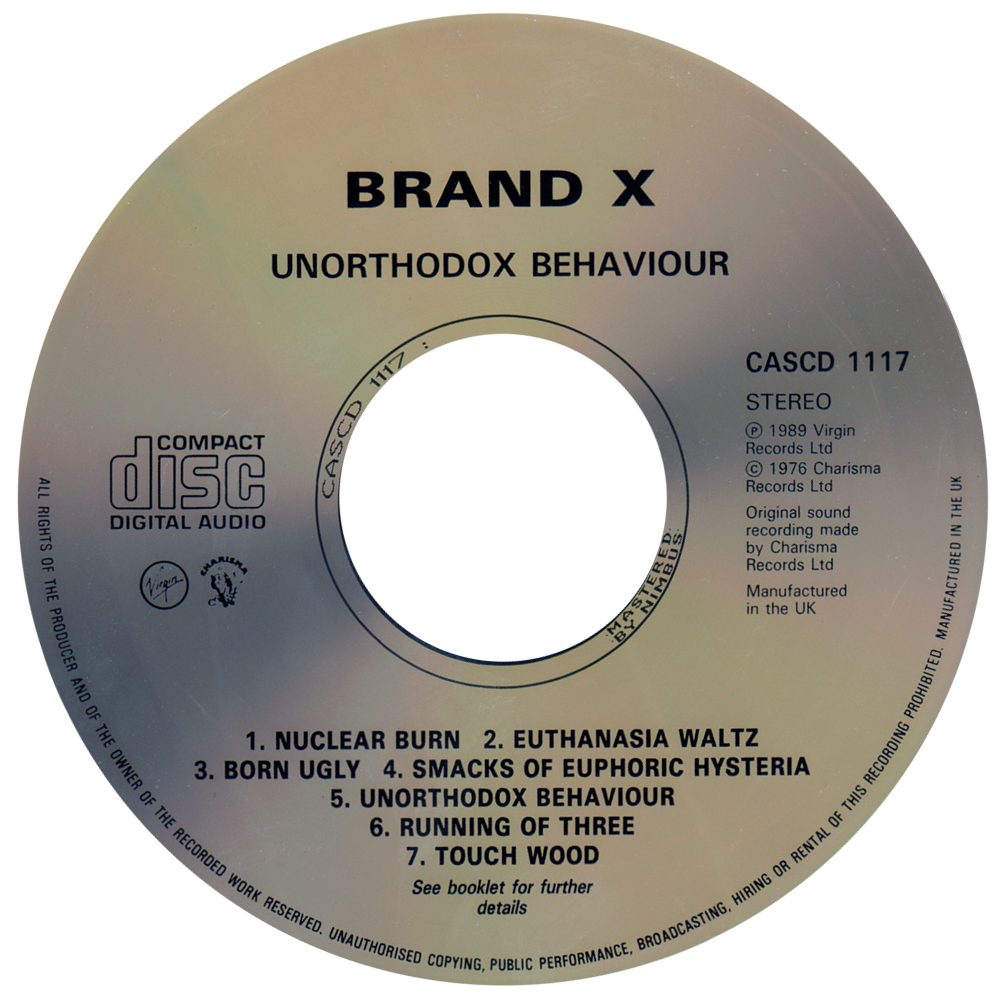 BRAND X
UNORTHODOX BEHAVIOUR
CASCD 1117 :
CASCD 1117
STEREO
Ⓟ 1989 Virgin
Records Ltd
© 1976 Charisma
Records Ltd
Original sound
recording made
by Charisma
Records Ltd
Manufactured
in the UK
COMPACT
disc
DIGITAL AUDIO
Virgin
CHARISMA
:MASTERED:
:BY NIMBUS:
1. NUCLEAR BURN 2. EUTHANASIA WALTZ
3. BORN UGLY 4. SMACKS OF EUPHORIC HYSTERIA
5. UNORTHODOX BEHAVIOUR
6. RUNNING OF THREE
7. TOUCH WOOD
See booklet for further
details
ALL RIGHTS OF THE PRODUCER AND OF THE OWNER OF THE RECORDED WORK RESERVED. UNAUTHORISED COPYING, PUBLIC PERFORMANCE, BROADCASTING, HIRING OR RENTAL OF THIS RECORDING PROHIBITED. MANUFACTURED IN THE UK